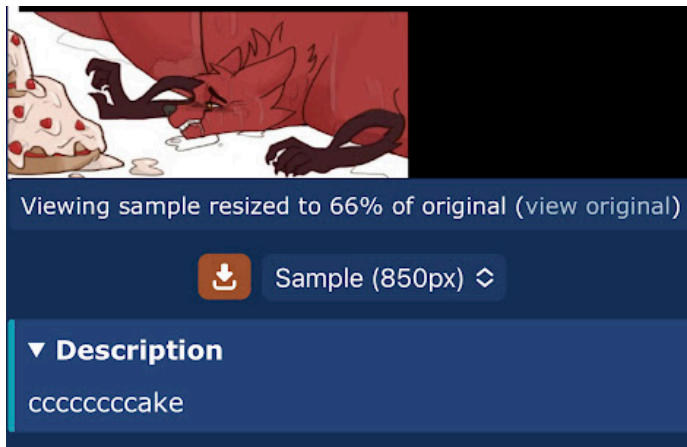 Viewing sample resized to 66% of original (view original)
Sample (850px)
▼ Description
cccccccccake